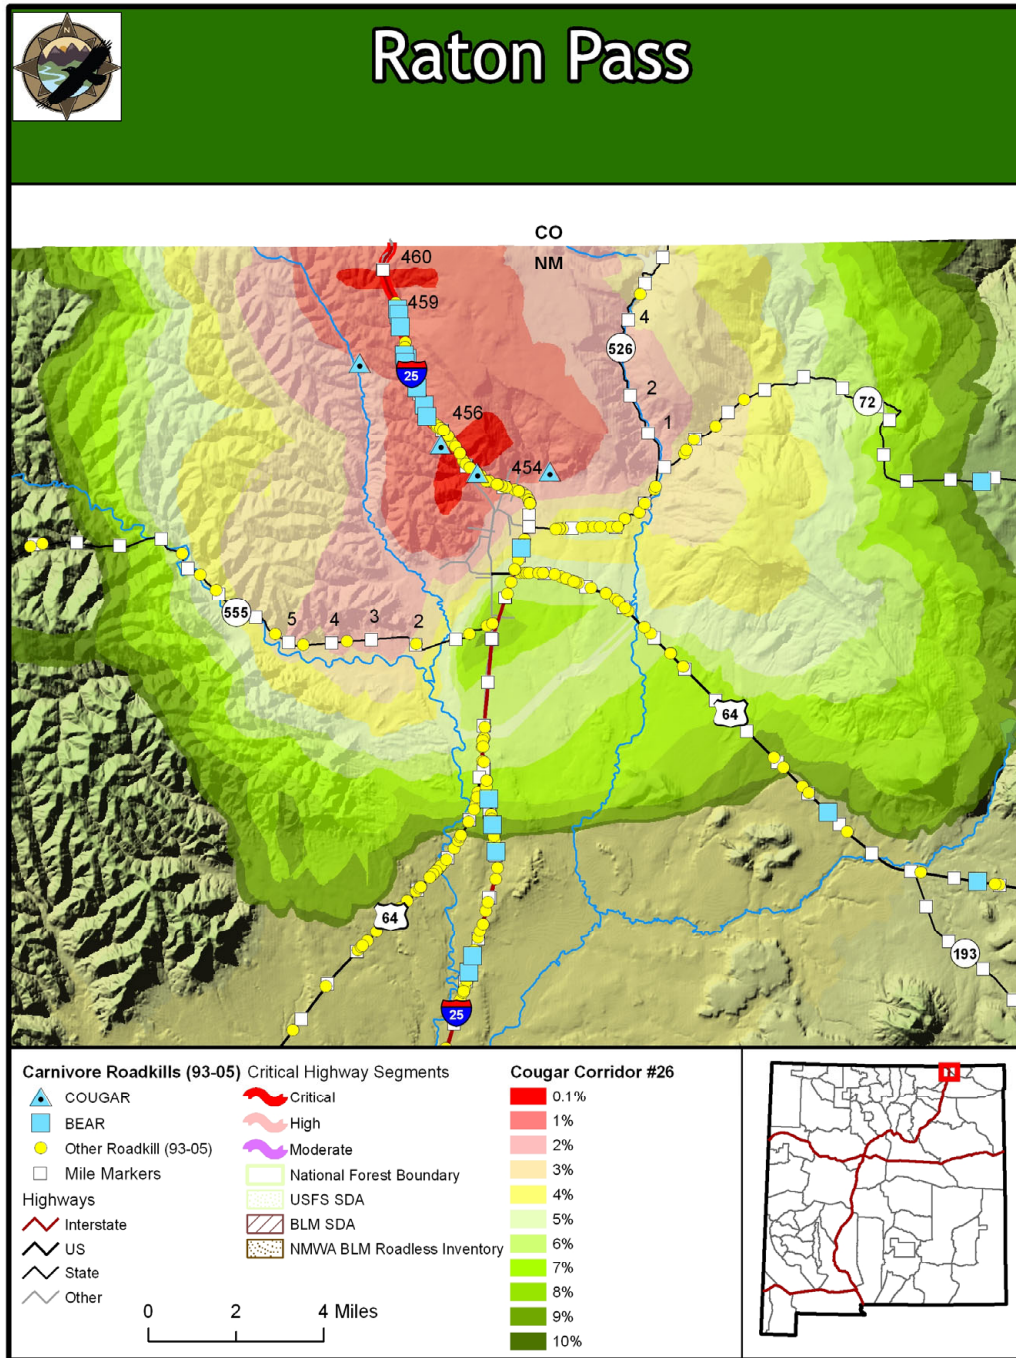 Raton Pass
N
CO
NM
460
459
4
526
25
2
72
456
1
454
555
5
4
3
2
64
64
193
25
Carnivore Roadkills (93-05)
COUGAR
BEAR
Other Roadkill (93-05)
Mile Markers
Highways
Interstate
US
State
Other
Critical Highway Segments
Critical
High
Moderate
National Forest Boundary
USFS SDA
BLM SDA
NMWA BLM Roadless Inventory
0 2 4 Miles
Cougar Corridor #26
0.1%
1%
2%
3%
4%
5%
6%
7%
8%
9%
10%